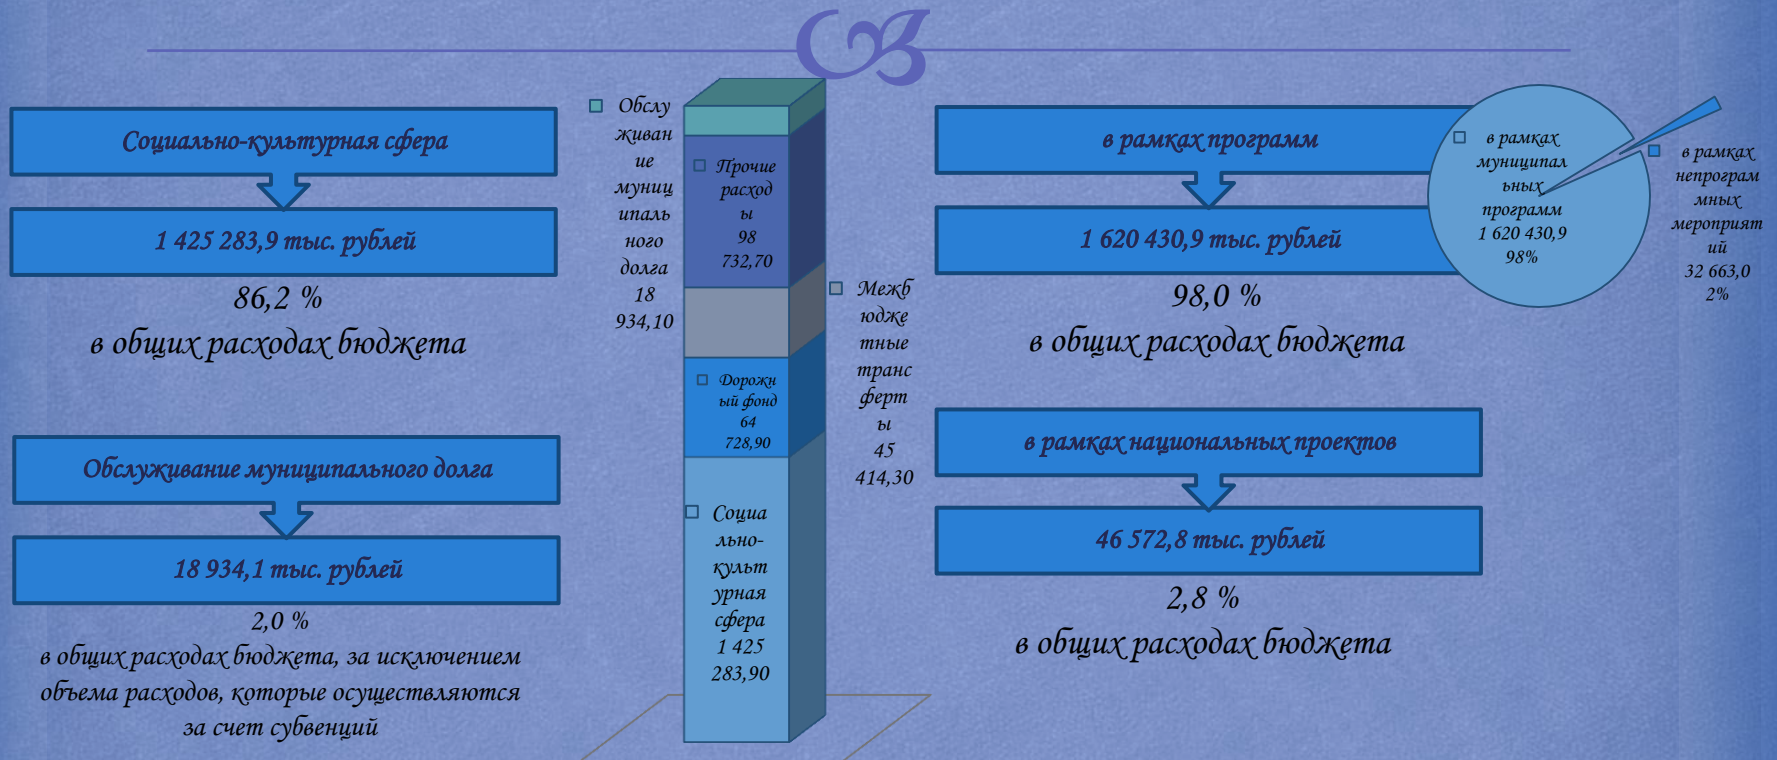 Социально-культурная сфера
1 425 283,9 тыс. рублей
86,2 %
в общих расходах бюджета
Обслуживание муниципального долга
18 934,1 тыс. рублей
2,0 %
в общих расходах бюджета, за исключением
объема расходов, которые осуществляются
за счет субвенций
Обслу
живан
ие
муниц
ипаль
ного
долга
18
934,10
Прочие
расход
ы
98
732,70
Межб
юдже
тные
транс
ферт
ы
45
414,30
Дорожн
ый фонд
64
728,90
Социа
льно-
культ
урная
сфера
1 425
283,90
в рамках программ
1 620 430,9 тыс. рублей
98,0 %
в общих расходах бюджета
в рамках национальных проектов
46 572,8 тыс. рублей
2,8 %
в общих расходах бюджета
в рамках
муниципал
ьных
программ
1 620 430,9
98%
в рамках
непрограм
мных
мероприят
ий
32 663,0
2%